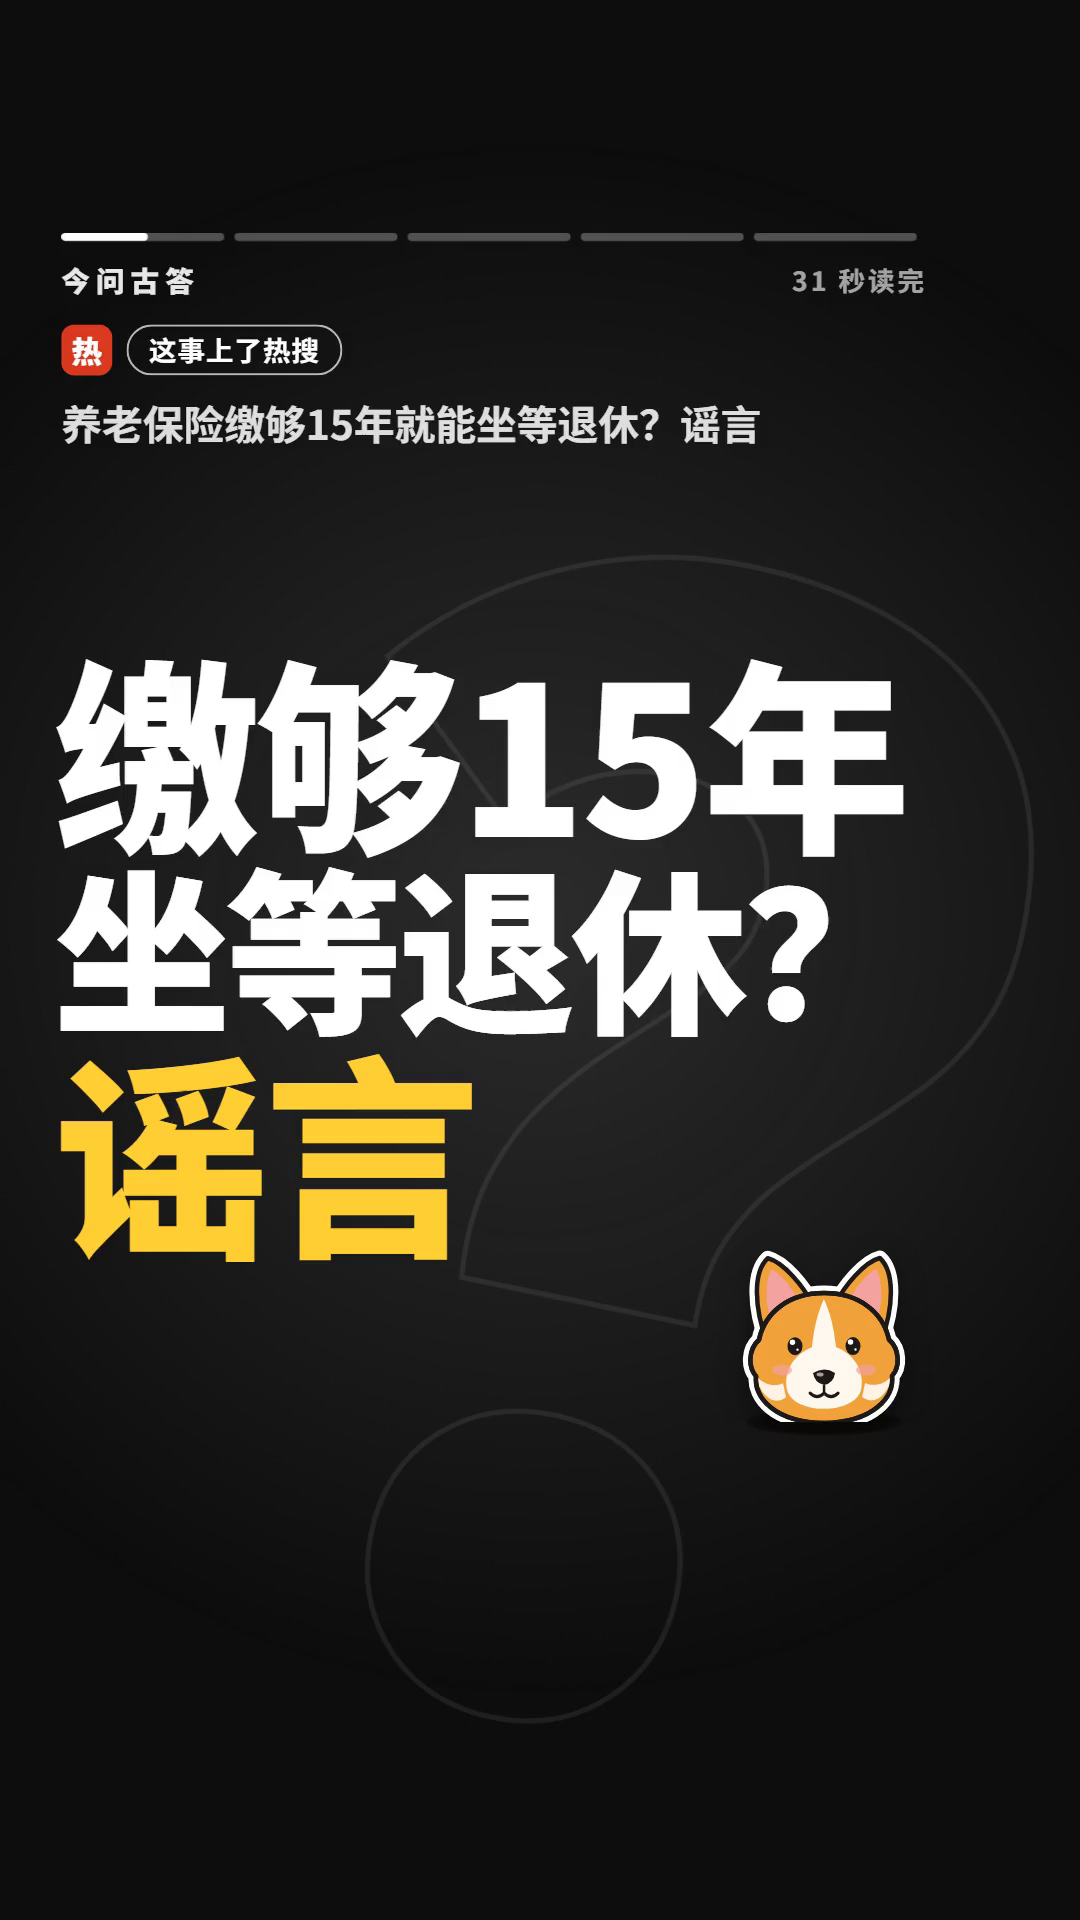 今问古答
31 秒读完
热
这事上了热搜
养老保险缴够15年就能坐等退休？谣言
缴够15年
坐等退休？
谣言